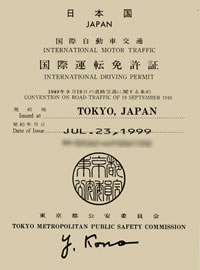 日本国
JAPAN
国際自動車交通
INTERNATIONAL MOTOR TRAFFIC
国際運転免許証
INTERNATIONAL DRIVING PERMIT
1949年9月19日の道路交通に関する条約
CONVENTION ON ROAD TRAFFIC OF 19 SEPTEMBER 1949
発給地
Issued at
TOKYO, JAPAN
発給年月日
Date of Issue
JUL.23,1999
東京都公安委員会
TOKYO METROPOLITAN PUBLIC SAFETY COMMISSION